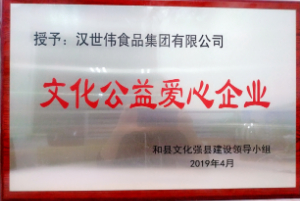 授予：汉世伟食品集团有限公司
文化公益爱心企业
和县文化强县建设领导小组
2019年4月